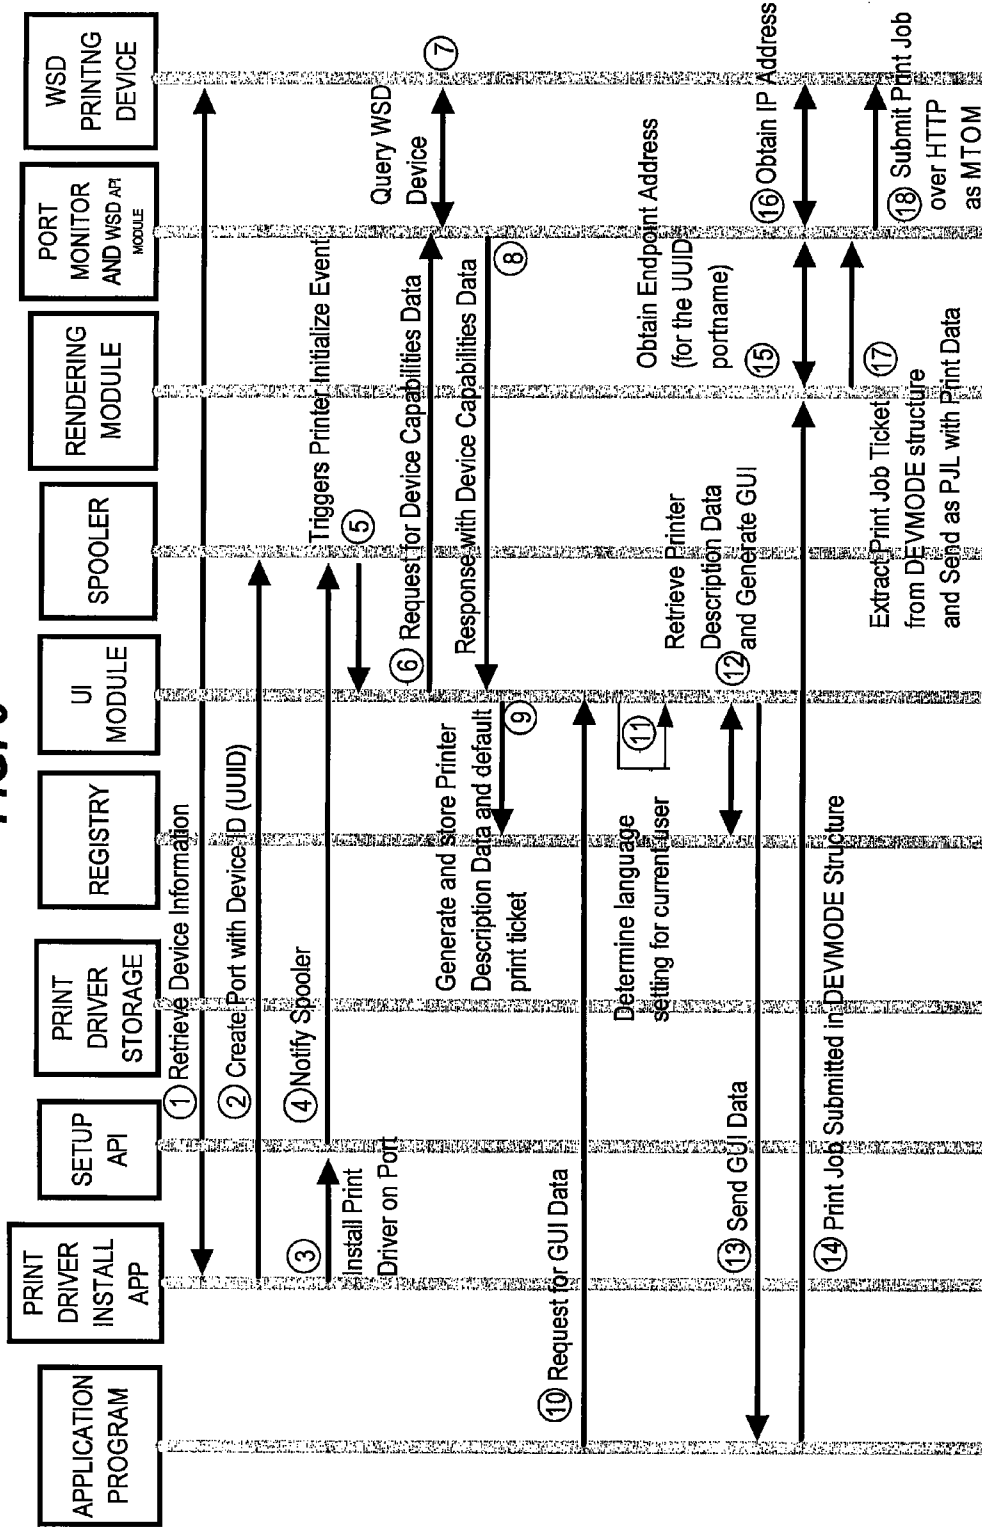 APPLICATION
PROGRAM
PRINT
DRIVER
INSTALL
APP
SETUP
API
PRINT
DRIVER
STORAGE
REGISTRY
UI
MODULE
SPOOLER
RENDERING
MODULE
PORT
MONITOR
AND WSD API
MODULE
WSD
PRINTNG
DEVICE
1 Retrieve Device Information
2 Create Port with Device ID (UUID)
3
Install Print
Driver on Port
4 Notify Spooler
Triggers Printer Initialize Event
5
6 Request for Device Capabilities Data
Query WSD
Device
7
Response with Device Capabilities Data
8
Generate and store Printer
Description Data and default
print ticket
9
10 Request for GUI Data
Determine language
setting for current user
11
Retrieve Printer
Description Data
and Generate GUI
12
13 Send GUI Data
14 Print Job Submitted in DEVMODE Structure
Obtain Endpoint Address
(for the UUID
portname)
15
16 Obtain IP Address
17
Extract Print Job Ticket
from DEVMODE structure
and Send as PJL with Print Data
18 Submit Print Job
over HTTP
as MTOM